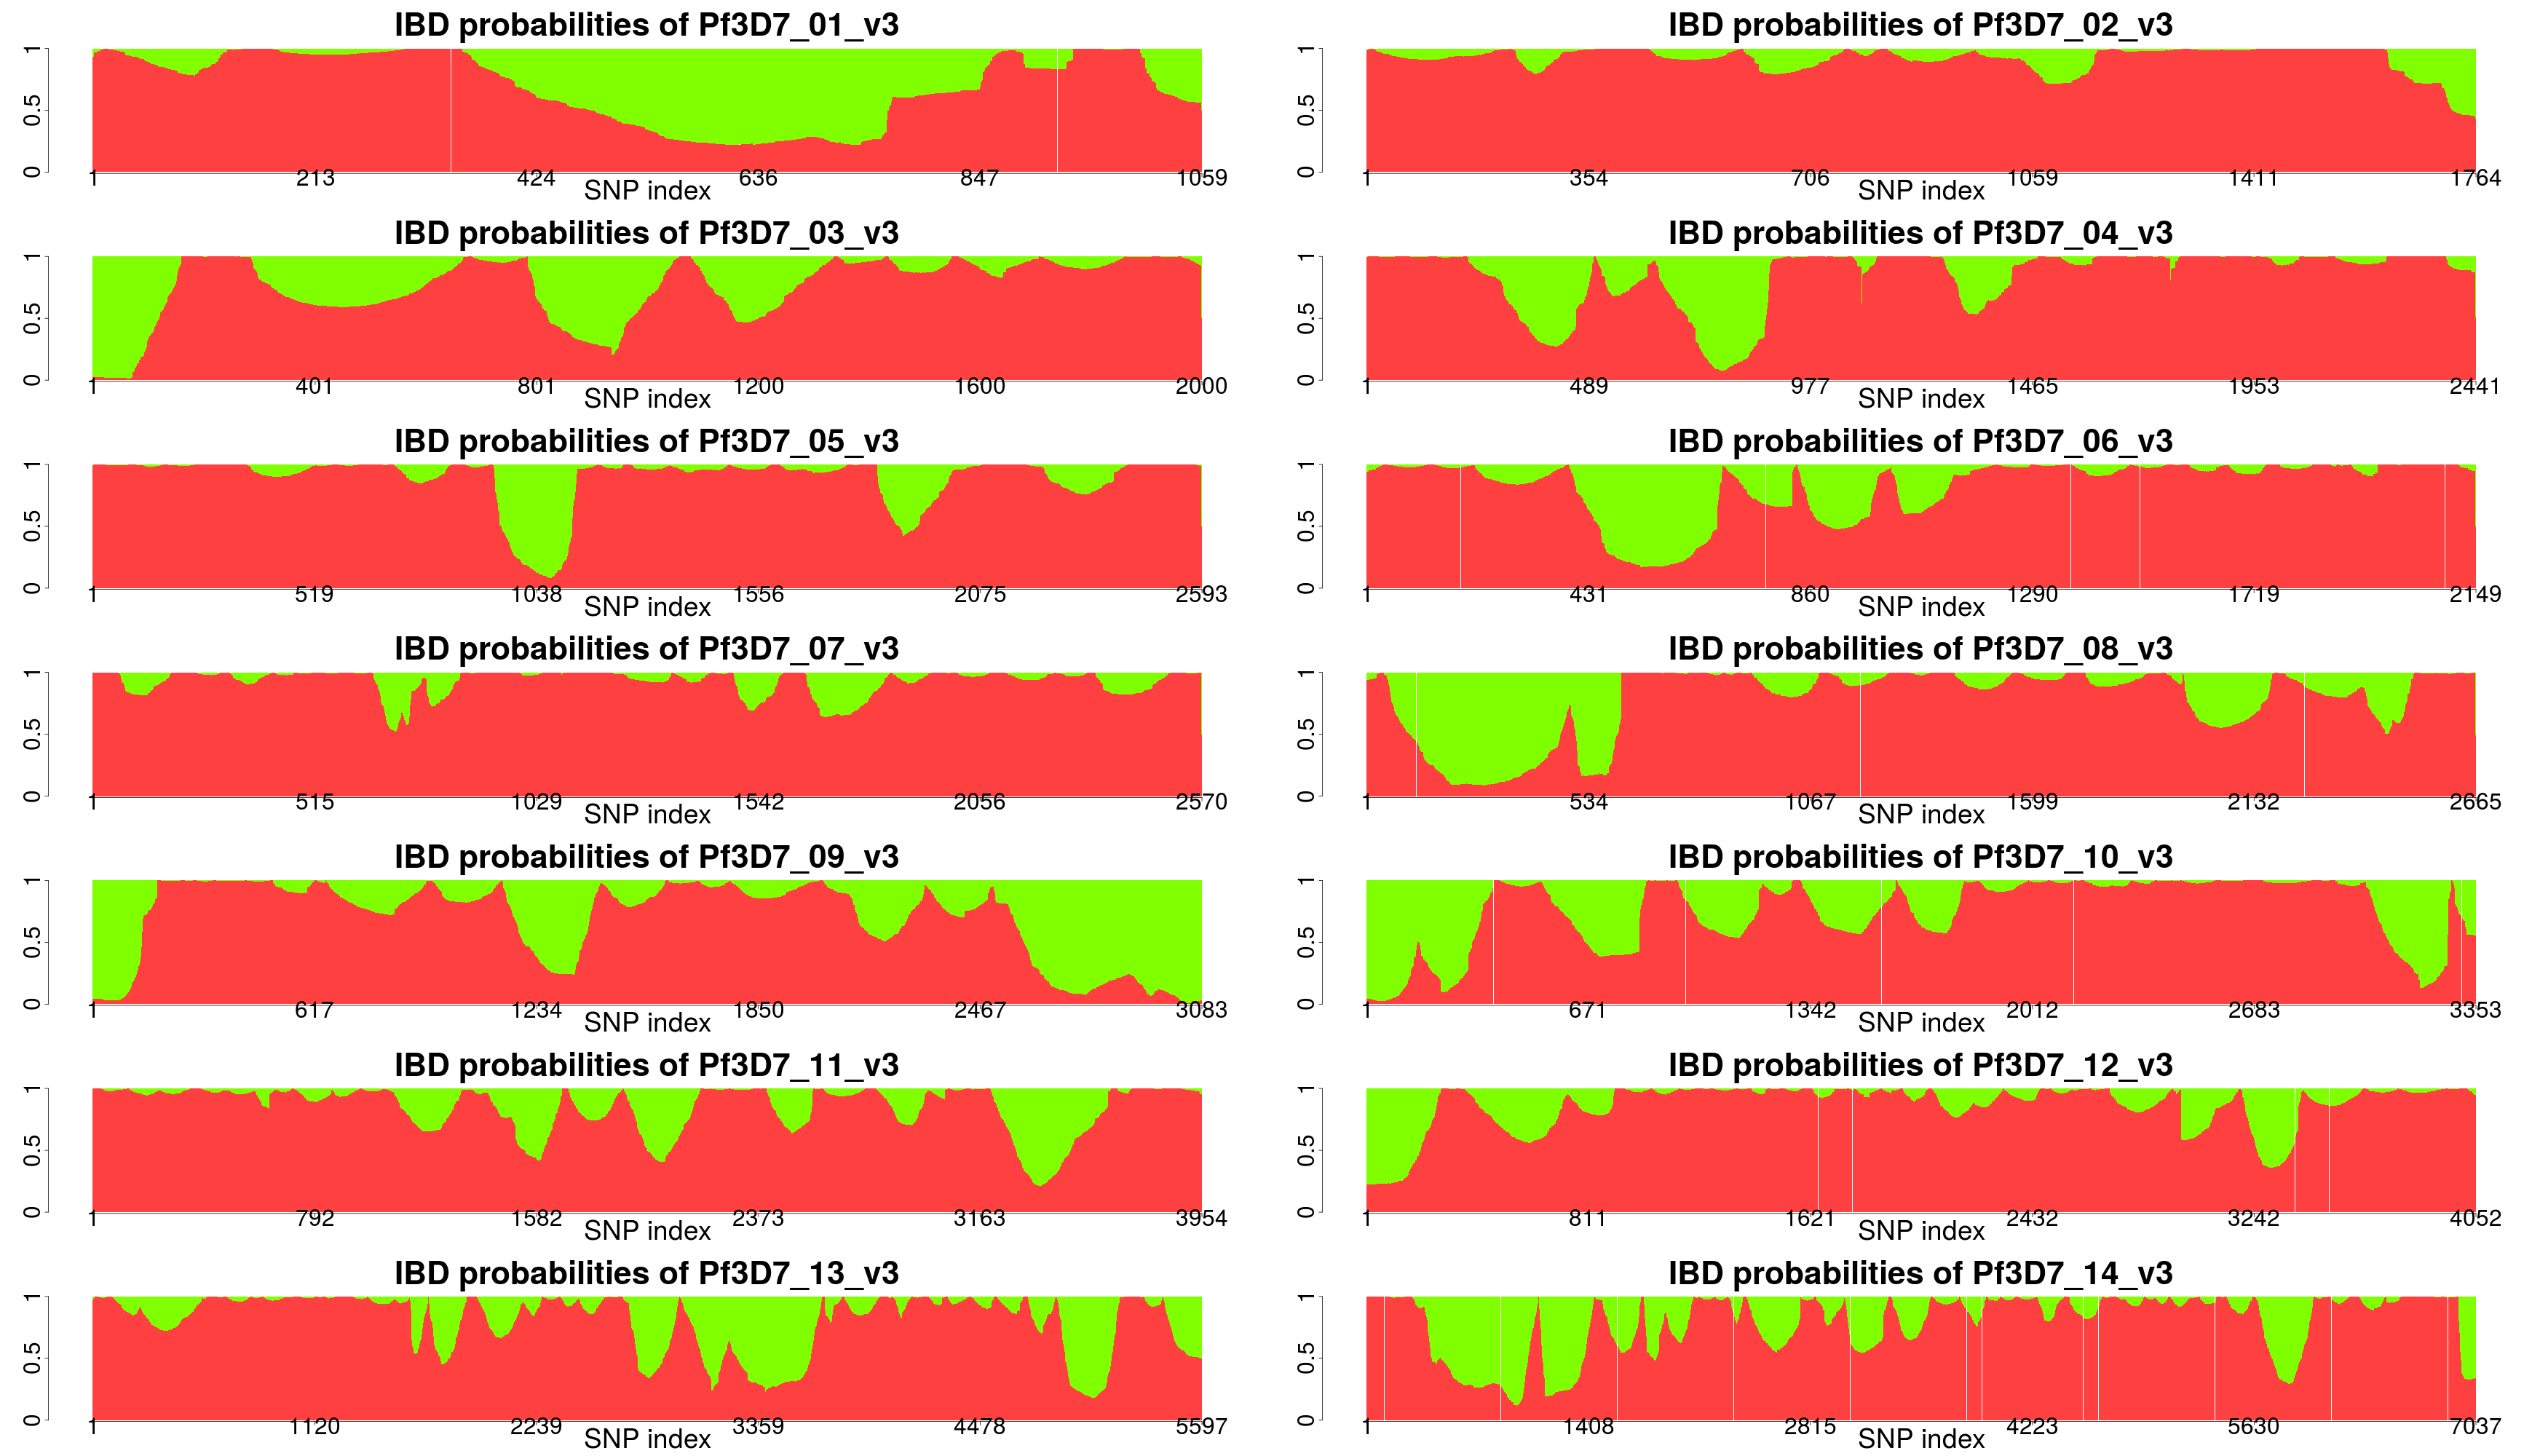 IBD probabilities of Pf3D7_01_v3
0 0.5 1
1 213 424 636 847 1059
SNP index
IBD probabilities of Pf3D7_02_v3
0 0.5 1
1 354 706 1059 1411 1764
SNP index
IBD probabilities of Pf3D7_03_v3
0 0.5 1
1 401 801 1200 1600 2000
SNP index
IBD probabilities of Pf3D7_04_v3
0 0.5 1
1 489 977 1465 1953 2441
SNP index
IBD probabilities of Pf3D7_05_v3
0 0.5 1
1 519 1038 1556 2075 2593
SNP index
IBD probabilities of Pf3D7_06_v3
0 0.5 1
1 431 860 1290 1719 2149
SNP index
IBD probabilities of Pf3D7_07_v3
0 0.5 1
1 515 1029 1542 2056 2570
SNP index
IBD probabilities of Pf3D7_08_v3
0 0.5 1
1 534 1067 1599 2132 2665
SNP index
IBD probabilities of Pf3D7_09_v3
0 0.5 1
1 617 1234 1850 2467 3083
SNP index
IBD probabilities of Pf3D7_10_v3
0 0.5 1
1 671 1342 2012 2683 3353
SNP index
IBD probabilities of Pf3D7_11_v3
0 0.5 1
1 792 1582 2373 3163 3954
SNP index
IBD probabilities of Pf3D7_12_v3
0 0.5 1
1 811 1621 2432 3242 4052
SNP index
IBD probabilities of Pf3D7_13_v3
0 0.5 1
1 1120 2239 3359 4478 5597
SNP index
IBD probabilities of Pf3D7_14_v3
0 0.5 1
1 1408 2815 4223 5630 7037
SNP index